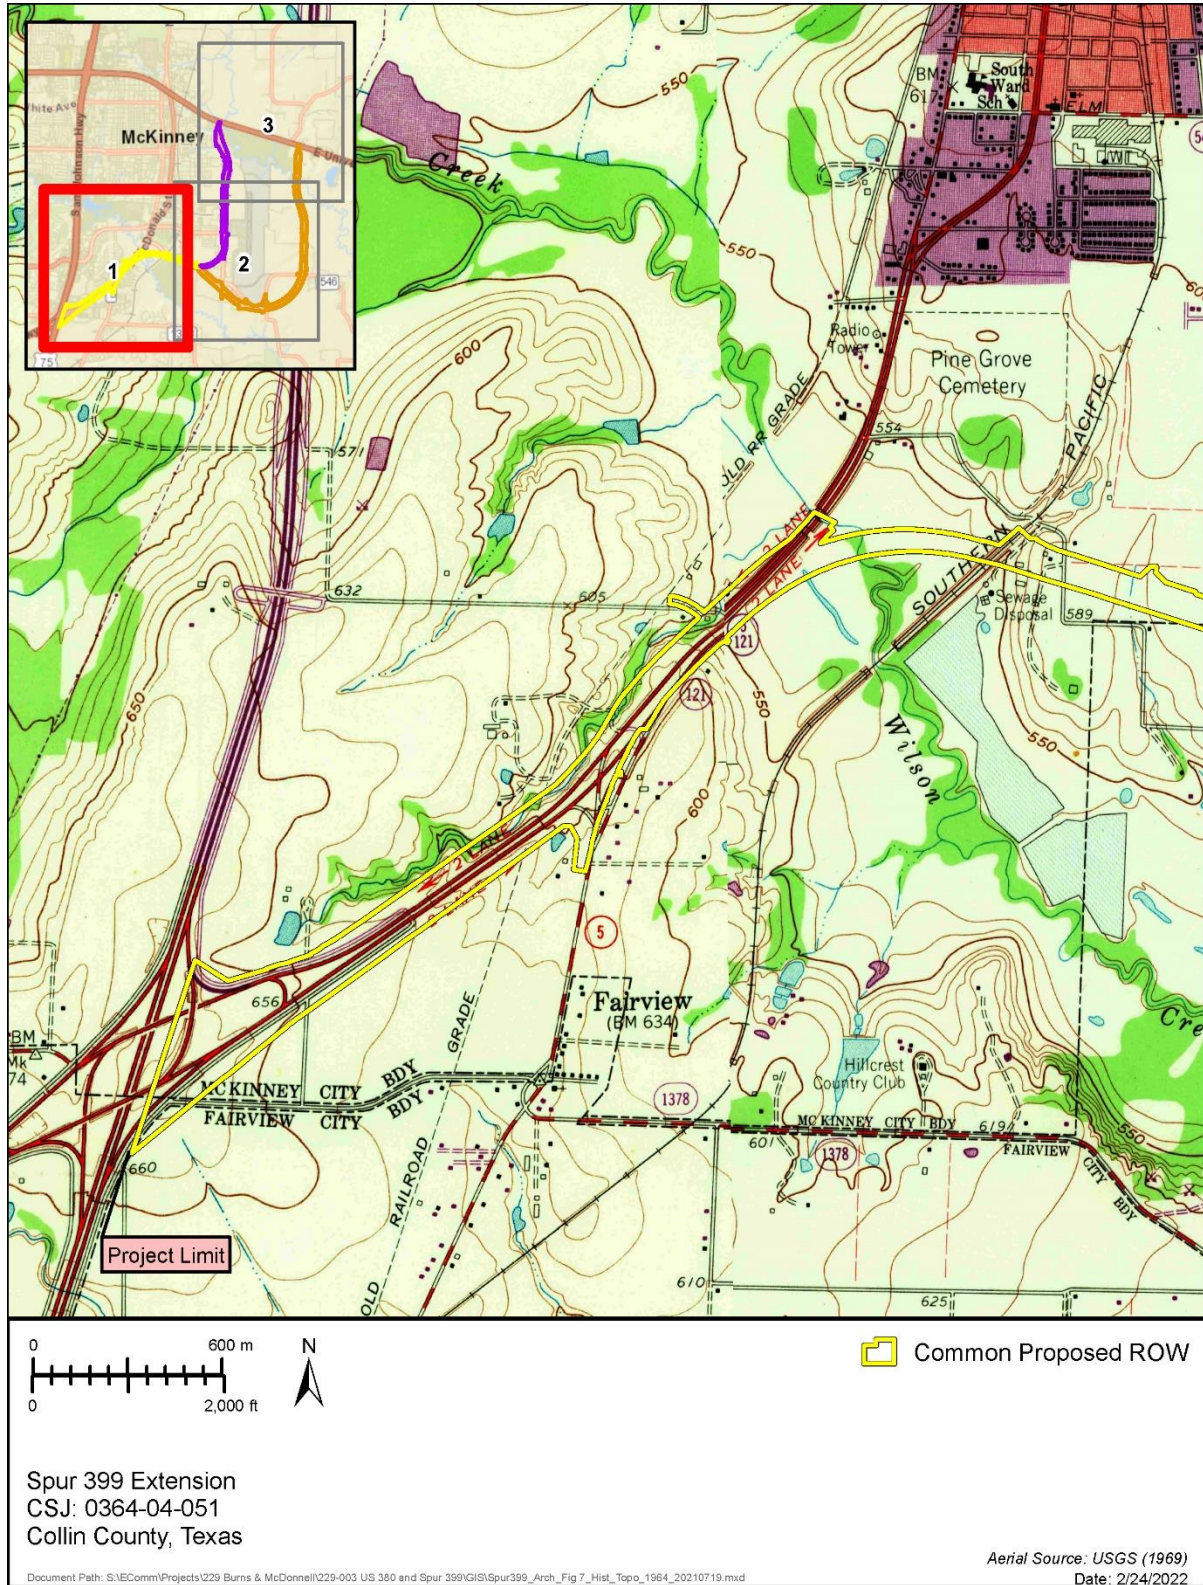 White Ave
McKinney
3
1
2
546
75
Creek
550
BM
617
South
Ward
Sch
ELM
550
Radio
Tower
Pine Grove
Cemetery
600
OLD RR GRADE
554
PACIFIC
571
632
605
2 LANE
2 LANE
SOUTHERN
Sewage
Disposal
589
121
121
550
550
650
Wilson
600
2 LANE
5
656
GRADE
Fairview
(BM 634)
BM
74
Hillcrest
Country Club
MCKINNEY CITY BDY
FAIRVIEW CITY BDY
1378
601
MC KINNEY CITY BDY
619
FAIRVIEW
CITY
BDY
1378
550
660
RAILROAD
OLD
Project Limit
610
625
0 600 m
0 2,000 ft
N
Common Proposed ROW
Spur 399 Extension
CSJ: 0364-04-051
Collin County, Texas
Aerial Source: USGS (1969)
Document Path: S:\EComm\Projects\229 Burns & McDonnell\229-003 US 380 and Spur 399\GIS\Spur399_Arch_Fig 7_Hist_Topo_1964_20210719.mxd
Date: 2/24/2022